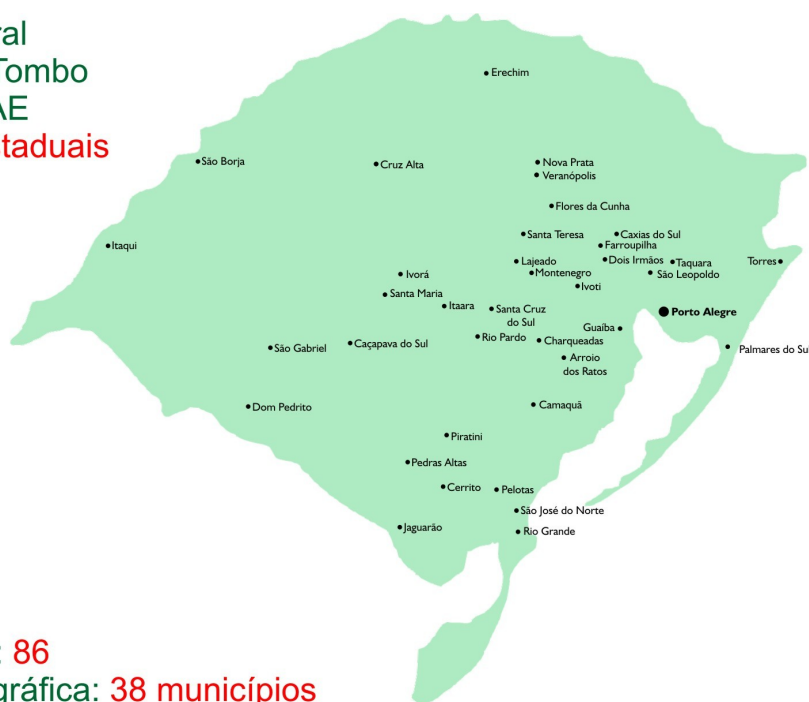 ral
Tombo
AE
taduais
Erechim
São Borja
Cruz Alta
Nova Prata
Veranópolis
Flores da Cunha
Santa Teresa
Caxias do Sul
Farroupilha
Itaqui
Lajeado
Dois Irmãos
Taquara
Torres
Ivorá
Montenegro
São Leopoldo
Ivoti
Santa Maria
Itaara
Santa Cruz
do Sul
Porto Alegre
Guaíba
Rio Pardo
Charqueadas
São Gabriel
Caçapava do Sul
Palmares do Su
Arroio
dos Ratos
Dom Pedrito
Camaquã
Piratini
Pedras Altas
Cerrito
Pelotas
São José do Norte
Jaguarão
Rio Grande
: 86
gráfica: 38 municípios